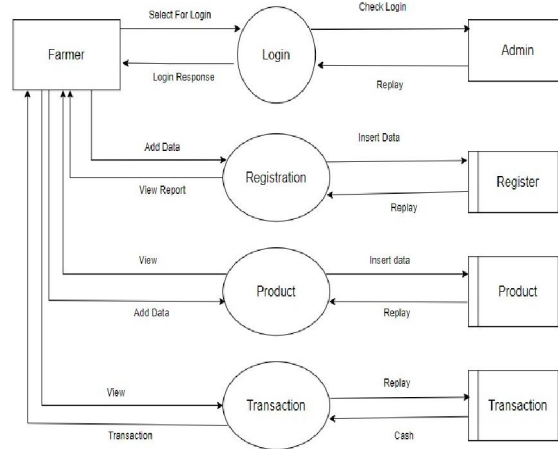 Select For Login
Check Login
Farmer
Login
Admin
Login Response
Replay
Add Data
Insert Data
Registration
Register
View Report
Replay
View
Insert data
Product
Product
Add Data
Replay
View
Replay
Transaction
Transaction
Transaction
Cash